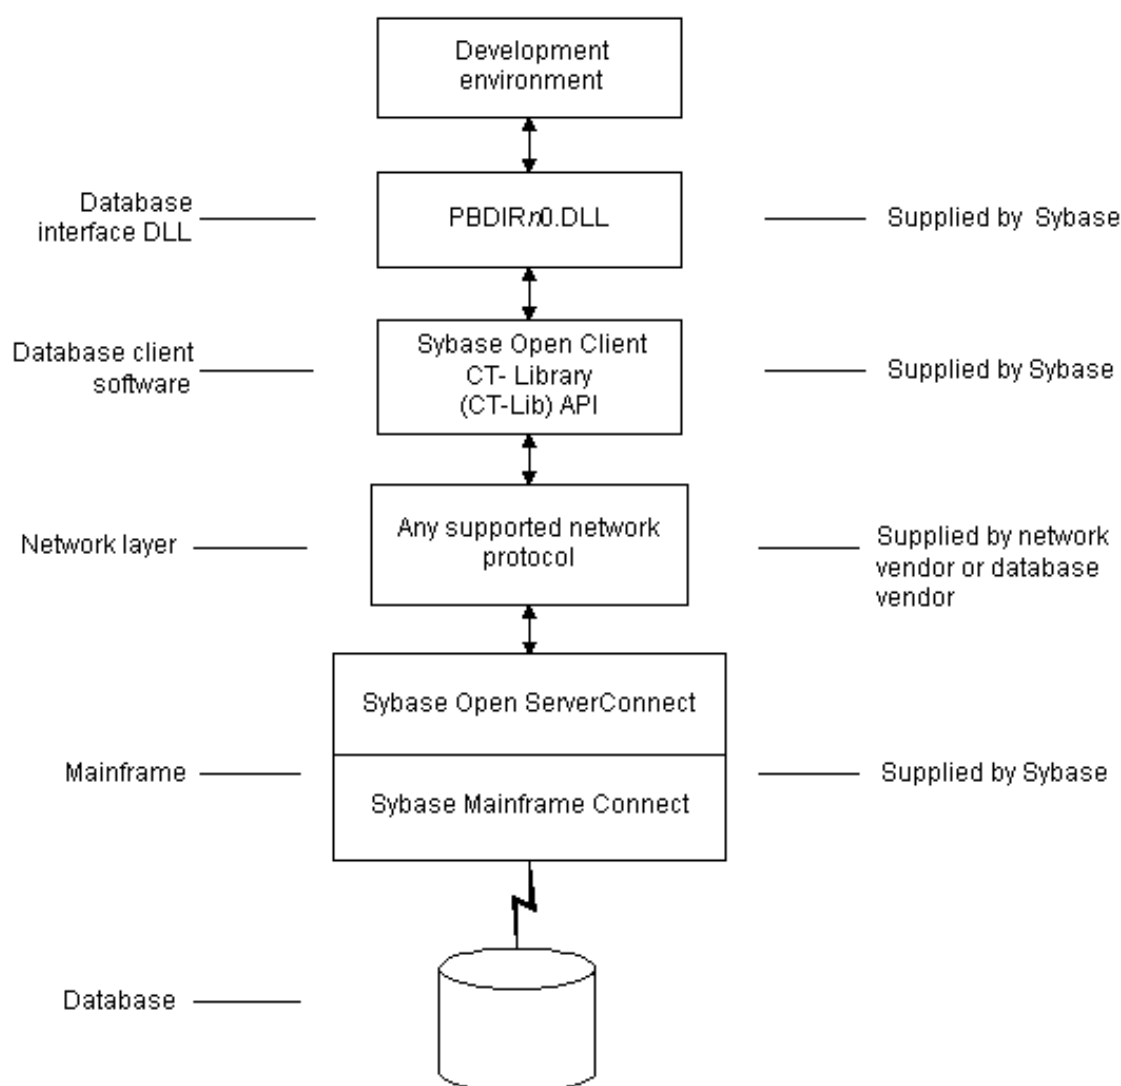 Development
environment
Database
interface DLL
PBDIRn0.DLL
Supplied by Sybase
Database client
software
Sybase Open Client
CT- Library
(CT-Lib) API
Supplied by Sybase
Network layer
Any supported network
protocol
Supplied by network
vendor or database
vendor
Sybase Open ServerConnect
Mainframe
Sybase Mainframe Connect
Supplied by Sybase
Database